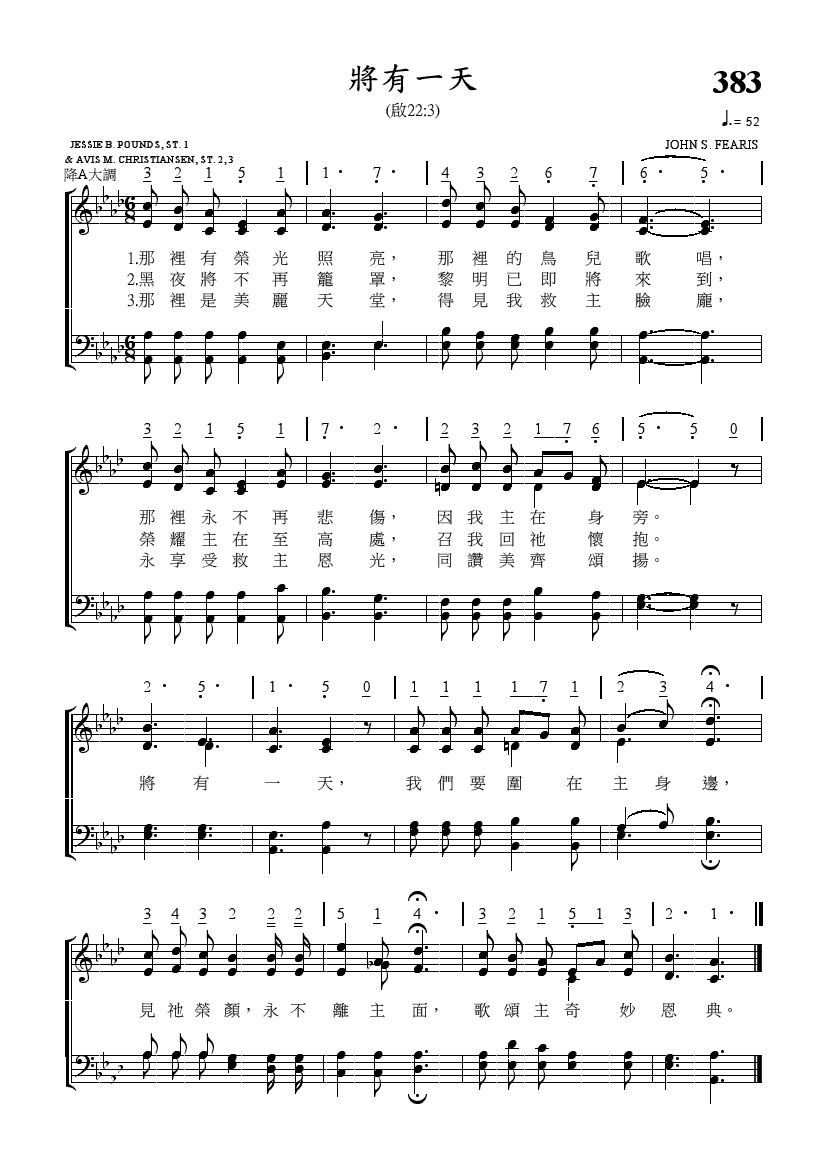 將有一天
383
(啟22:3)
♩. = 52
JESSIE B. POUNDS, ST. 1
& AVIS M. CHRISTIANSEN, ST. 2,3
JOHN S. FEARIS
降A大調
3 2 1 5 1 | 1· 7· | 4 3 2 6 7 | 6· 5· |
1.那裡有榮光照亮，那裡的鳥兒歌唱，
2.黑夜將不再籠罩，黎明已即將來到，
3.那裡是美麗天堂，得見我救主臉龐，
3 2 1 5 1 | 7· 2· | 2 3 2 1 7 6 | 5· 5 0 |
那裡永不再悲傷，因我主在身旁。
榮耀主在至高處，召我回祂懷抱。
永享受救主恩光，同讚美齊頌揚。
2· 5· | 1· 5 0 | 1 1 1 1 7 1 | 2 3 4· |
將有一天，我們要圍在主身邊，
3 4 3 2 2 2 | 5 1 4· | 3 2 1 5 1 3 | 2· 1· ‖
見祂榮顏，永不離主面，歌頌主奇妙恩典。